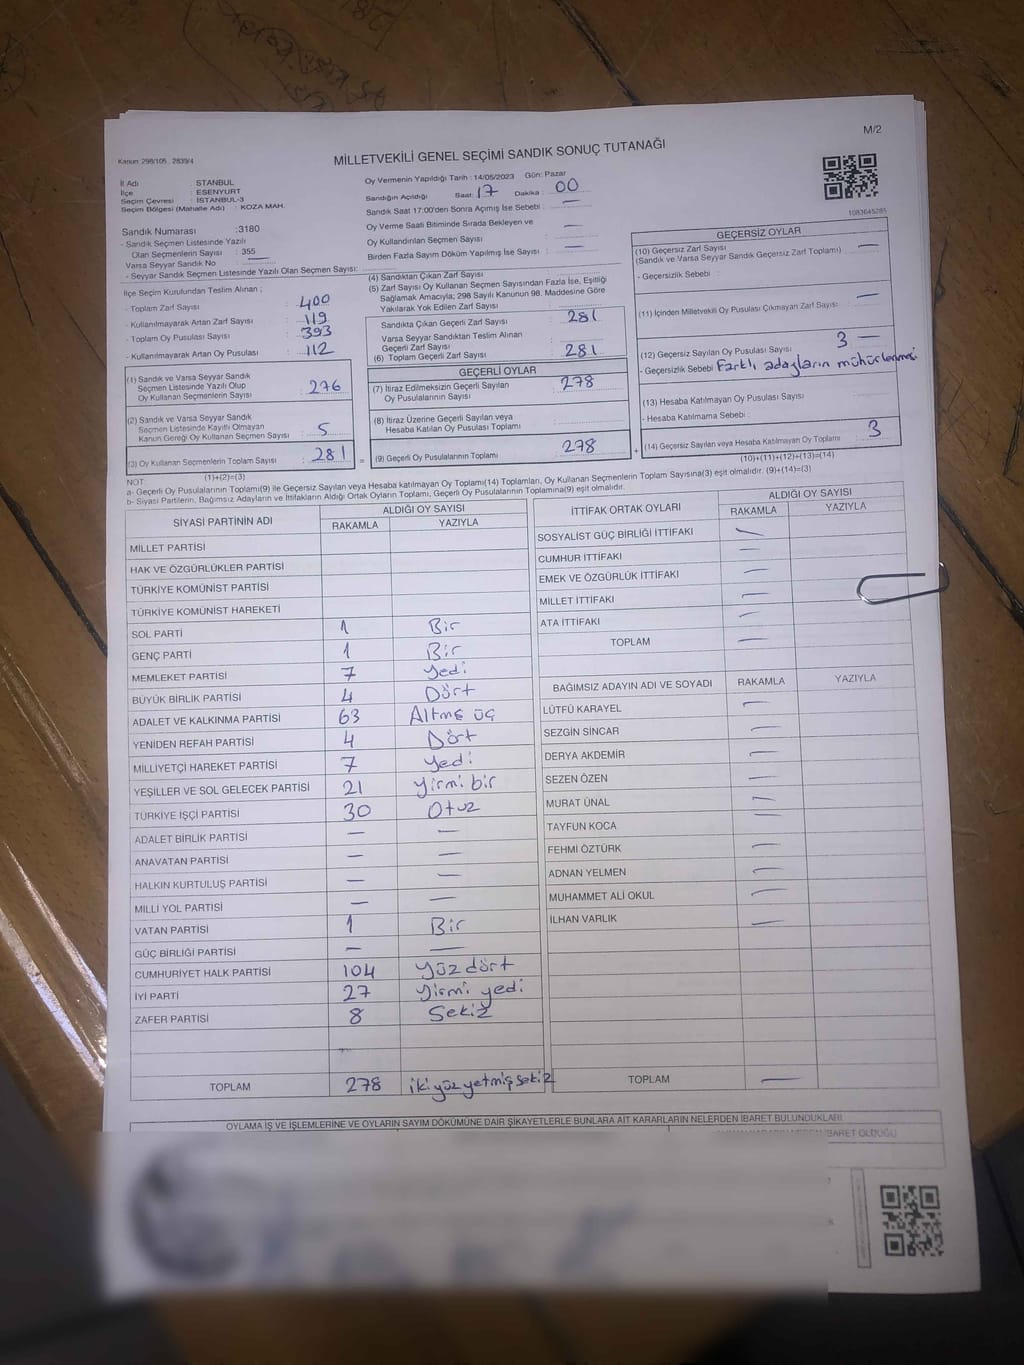 M/2
Kanun 298/105 , 2839/4
MİLLETVEKİLİ GENEL SEÇİMİ SANDIK SONUÇ TUTANAĞI
İl Adı : STANBUL
İlçe : ESENYURT
Seçim Çevresi : İSTANBUL-3
Seçim Bölgesi (Mahalle Adı) : KOZA MAH.
Sandık Numarası :3180
- Sandık Seçmen Listesinde Yazılı
Olan Seçmenlerin Sayısı : 355
Varsa Seyyar Sandık No —
- Seyyar Sandık Seçmen Listesinde Yazılı Olan Seçmen Sayısı:
Oy Vermenin Yapıldığı Tarih : 14/05/2023 Gün: Pazar
Sandığın Açıldığı Saat: 17 Dakika : 00
Sandık Saat 17:00'den Sonra Açımış İse Sebebi : —
Oy Verme Saati Bitiminde Sırada Bekleyen ve
Oy Kullandırılan Seçmen Sayısı —
Birden Fazla Sayım Döküm Yapılmış İse Sayısı : —
İlçe Seçim Kurulundan Teslim Alınan ;
- Toplam Zarf Sayısı : 400
- Kullanılmayarak Artan Zarf Sayısı : 119
- Toplam Oy Pusulası Sayısı : 393
- Kullanılmayarak Artan Oy Pusulası : 112
(1) Sandık ve Varsa Seyyar Sandık
Seçmen Listesinde Yazılı Olup
Oy Kullanan Seçmenlerin Sayısı : 276
(2) Sandık ve Varsa Seyyar Sandık
Seçmen Listesinde Kayıtlı Olmayan
Kanun Gereği Oy Kullanan Seçmen Sayısı : 5
(3) Oy Kullanan Seçmenlerin Toplam Sayısı : 281
(1)+(2)=(3)
(4) Sandıktan Çıkan Zarf Sayısı
(5) Zarf Sayısı Oy Kullanan Seçmen Sayısından Fazla İse, Eşitliği
Sağlamak Amacıyla; 298 Sayılı Kanunun 98. Maddesine Göre
Yakılarak Yok Edilen Zarf Sayısı
Sandıkta Çıkan Geçerli Zarf Sayısı : 281
Varsa Seyyar Sandıktan Teslim Alınan
Geçerli Zarf Sayısı
(6) Toplam Geçerli Zarf Sayısı : 281
GEÇERLİ OYLAR
(7) İtiraz Edilmeksizin Geçerli Sayılan
Oy Pusulalarının Sayısı : 278
(8) İtiraz Üzerine Geçerli Sayılan veya
Hesaba Katılan Oy Pusulası Toplamı
(9) Geçerli Oy Pusulalarının Toplamı : 278
1083645285
GEÇERSİZ OYLAR
(10) Geçersiz Zarf Sayısı —
(Sandık ve Varsa Seyyar Sandık Geçersiz Zarf Toplamı)
- Geçersizlik Sebebi :
(11) İçinden Milletvekili Oy Pusulası Çıkmayan Zarf Sayısı —
(12) Geçersiz Sayılan Oy Pusulası Sayısı 3 —
- Geçersizlik Sebebi Farklı adayların mühürlenmesi
(13) Hesaba Katılmayan Oy Pusulası Sayısı
- Hesaba Katılmama Sebebi :
(14) Geçersiz Sayılan veya Hesaba Katılmayan Oy Toplamı : 3
(10)+(11)+(12)+(13)=(14)
NOT:
a- Geçerli Oy Pusulalarının Toplamı(9) ile Geçersiz Sayılan veya Hesaba katılmayan Oy Toplamı(14) Toplamları, Oy Kullanan Seçmenlerin Toplam Sayısına(3) eşit olmalıdır. (9)+(14)=(3)
b- Siyasi Partilerin, Bağımsız Adayların ve İttifakların Aldığı Ortak Oyların Toplamı, Geçerli Oy Pusulalarının Toplamına(9) eşit olmalıdır.
SİYASİ PARTİNİN ADI ALDIĞI OY SAYISI
RAKAMLA YAZIYLA
MİLLET PARTİSİ
HAK VE ÖZGÜRLÜKLER PARTİSİ
TÜRKİYE KOMÜNİST PARTİSİ
TÜRKİYE KOMÜNİST HAREKETİ
SOL PARTİ 1 Bir
GENÇ PARTİ 1 Bir
MEMLEKET PARTİSİ 7 Yedi
BÜYÜK BİRLİK PARTİSİ 4 Dört
ADALET VE KALKINMA PARTİSİ 63 Altmş üç
YENİDEN REFAH PARTİSİ 4 Dört
MİLLİYETÇİ HAREKET PARTİSİ 7 Yedi
YEŞİLLER VE SOL GELECEK PARTİSİ 21 Yirmi bir
TÜRKİYE İŞÇİ PARTİSİ 30 Otuz
ADALET BİRLİK PARTİSİ — —
ANAVATAN PARTİSİ — —
HALKIN KURTULUŞ PARTİSİ — —
MİLLİ YOL PARTİSİ — —
VATAN PARTİSİ 1 Bir
GÜÇ BİRLİĞİ PARTİSİ — —
CUMHURİYET HALK PARTİSİ 104 Yüz dört
İYİ PARTİ 27 Yirmi yedi
ZAFER PARTİSİ 8 Sekiz
TOPLAM 278 iki yüz yetmiş sekiz
İTTİFAK ORTAK OYLARI ALDIĞI OY SAYISI
RAKAMLA YAZIYLA
SOSYALİST GÜÇ BİRLİĞİ İTTİFAKI —
CUMHUR İTTİFAKI —
EMEK VE ÖZGÜRLÜK İTTİFAKI —
MİLLET İTTİFAKI —
ATA İTTİFAKI —
TOPLAM —
BAĞIMSIZ ADAYIN ADI VE SOYADI RAKAMLA YAZIYLA
LÜTFÜ KARAYEL —
SEZGİN SİNCAR —
DERYA AKDEMİR —
SEZEN ÖZEN —
MURAT ÜNAL —
TAYFUN KOCA —
FEHMİ ÖZTÜRK —
ADNAN YELMEN —
MUHAMMET ALİ OKUL —
İLHAN VARLIK —
TOPLAM —
OYLAMA İŞ VE İŞLEMLERİNE VE OYLARIN SAYIM DÖKÜMÜNE DAİR ŞİKAYETLERLE BUNLARA AİT KARARLARIN NELERDEN İBARET BULUNDUKLARI
İBARET OLDUĞU